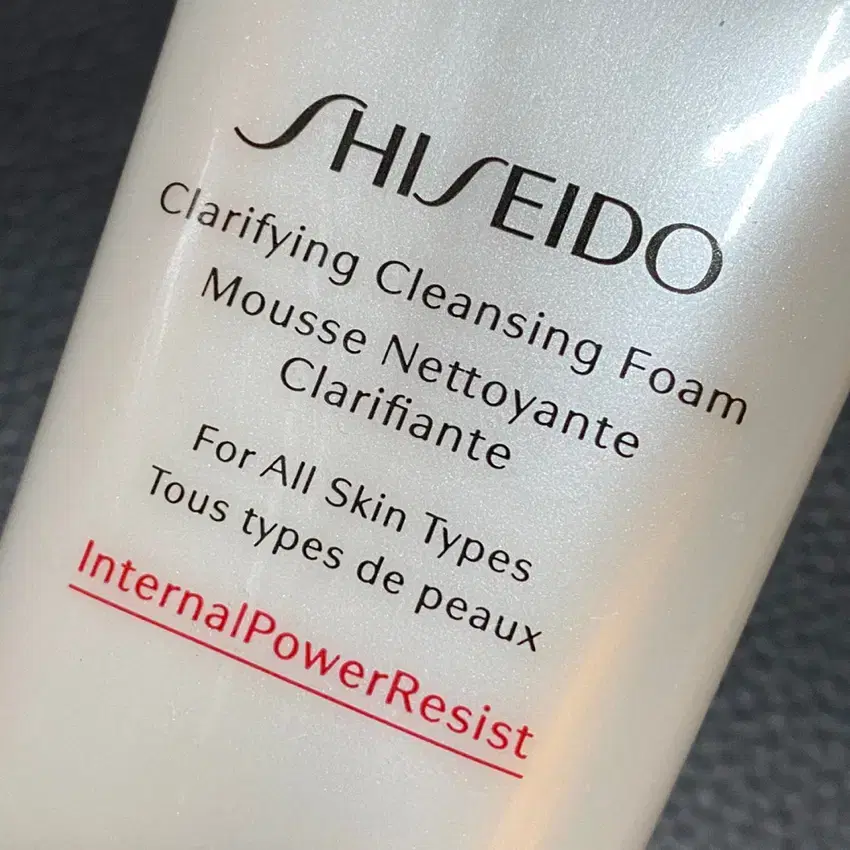 SHISEIDO
Clarifying Cleansing Foam
Mousse Nettoyante
Clarifiante
For All Skin Types
Tous types de peaux
InternalPowerResist